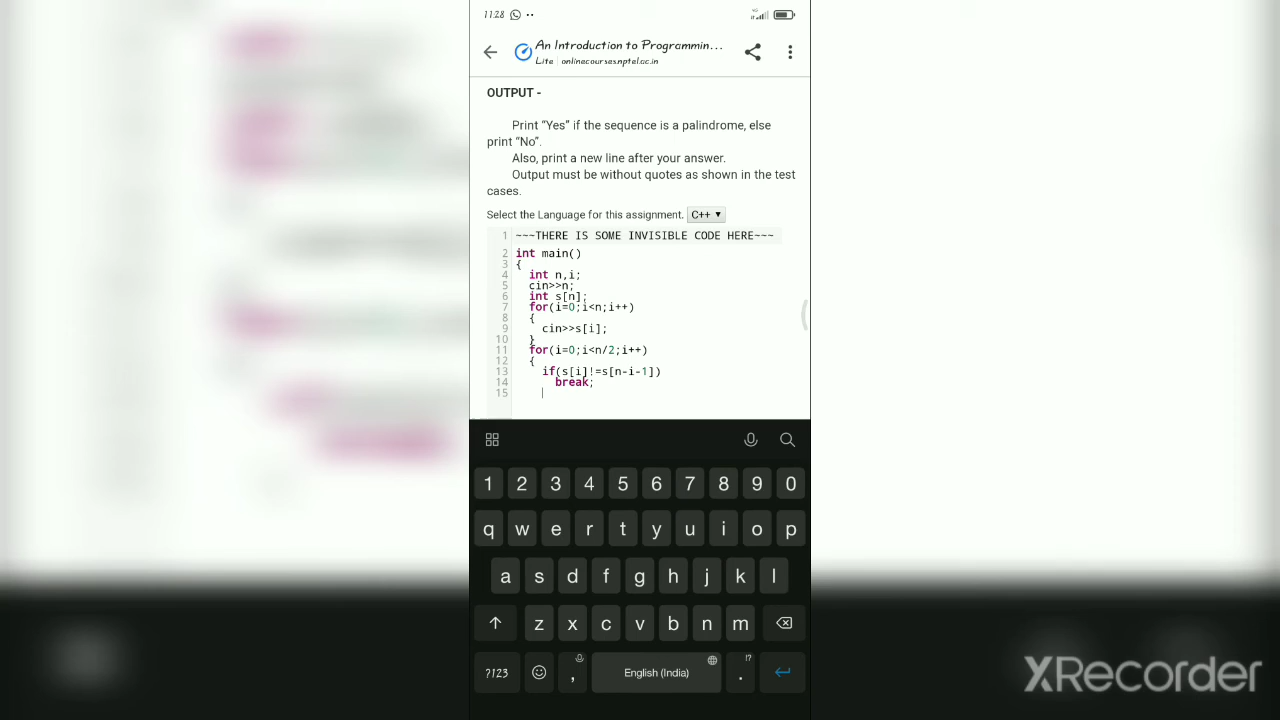 11:28
An Introduction to Programmin...
Lite | onlinecourses.nptel.ac.in
OUTPUT -
Print “Yes” if the sequence is a palindrome, else
print “No”.
Also, print a new line after your answer.
Output must be without quotes as shown in the test
cases.
Select the Language for this assignment. C++ ▼
1 ~~~THERE IS SOME INVISIBLE CODE HERE~~~
2 int main()
3 {
4 int n,i;
5 cin>>n;
6 int s[n];
7 for(i=0;i<n;i++)
8 {
9 cin>>s[i];
10 }
11 for(i=0;i<n/2;i++)
12 {
13 if(s[i]!=s[n-i-1])
14 break;
15
1 2 3 4 5 6 7 8 9 0
q w e r t y u i o p
a s d f g h j k l
z x c v b n m
?123 , English (India) . !?
XRecorder